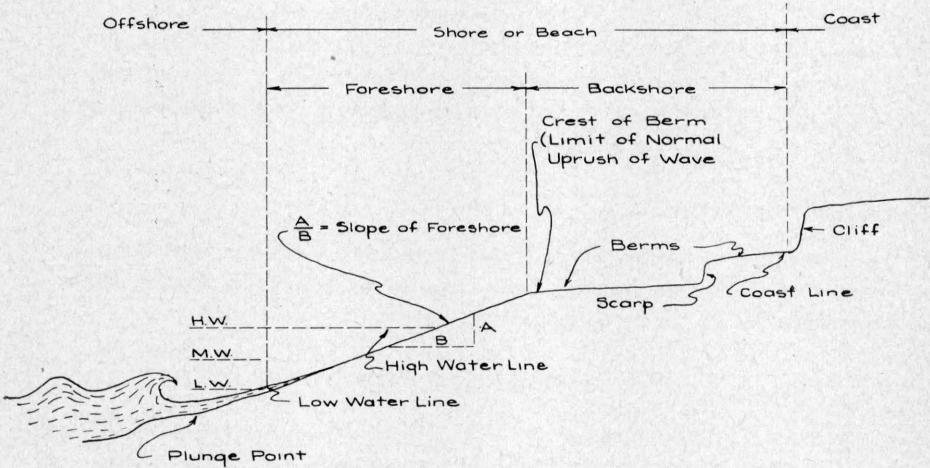 Offshore
Shore or Beach
Coast
Foreshore
Backshore
Crest of Berm
(Limit of Normal
Uprush of Wave
A/B = Slope of Foreshore
Berms
Cliff
Scarp
Coast Line
H.W.
A
B
M.W.
High Water Line
L.W.
Low Water Line
Plunge Point